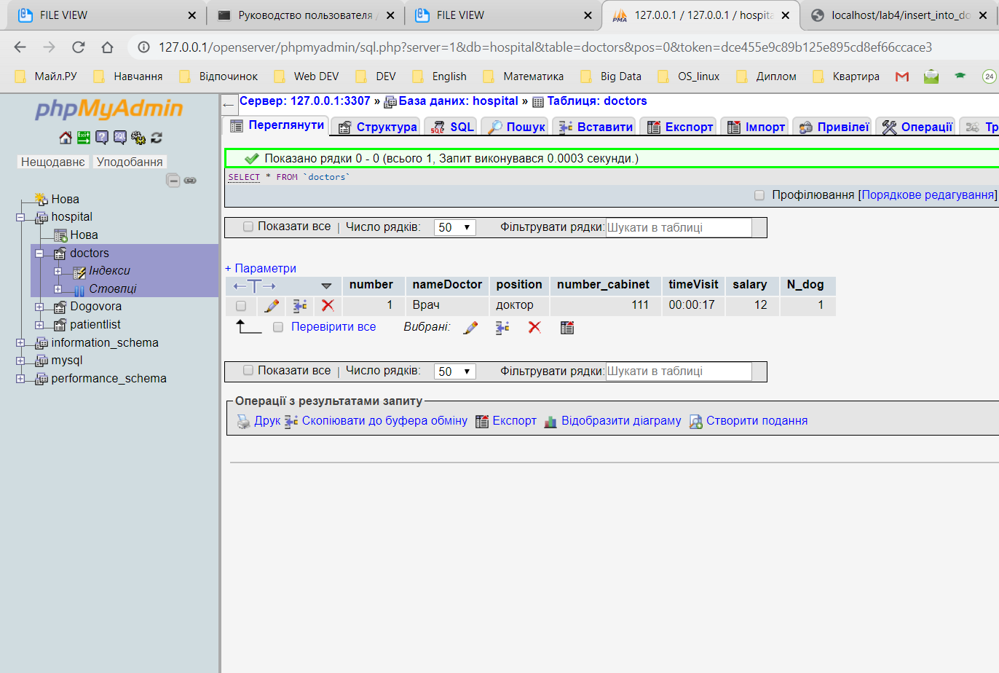 FILE VIEW
Руководство пользователя
FILE VIEW
127.0.0.1 / 127.0.0.1 / hospita
localhost/lab4/insert_into_do
127.0.0.1/openserver/phpmyadmin/sql.php?server=1&db=hospital&table=doctors&pos=0&token=dce455e9c89b125e895cd8ef66ccace3
Майл.РУ Навчання Відпочинок Web DEV DEV English Математика Big Data OS_linux Диплом Квартира 24
phpMyAdmin
Нещодавнє Уподобання
Нова
hospital
Нова
doctors
Індекси
Стовпці
Dogovora
patientlist
information_schema
mysql
performance_schema
Сервер: 127.0.0.1:3307 » База даних: hospital » Таблиця: doctors
Переглянути Структура SQL Пошук Вставити Експорт Імпорт Привілеї Операції Тр
Показано рядки 0 - 0 (всього 1, Запит виконувався 0.0003 секунди.)
SELECT * FROM `doctors`
Профілювання [Порядкове редагування]
Показати все | Число рядків: 50 Фільтрувати рядки: Шукати в таблиці
+ Параметри
←T→ number nameDoctor position number_cabinet timeVisit salary N_dog
1 Врач доктор 111 00:00:17 12 1
Перевірити все Вибрані:
Показати все | Число рядків: 50 Фільтрувати рядки: Шукати в таблиці
Операції з результатами запиту
Друк Скопіювати до буфера обміну Експорт Відобразити діаграму Створити подання